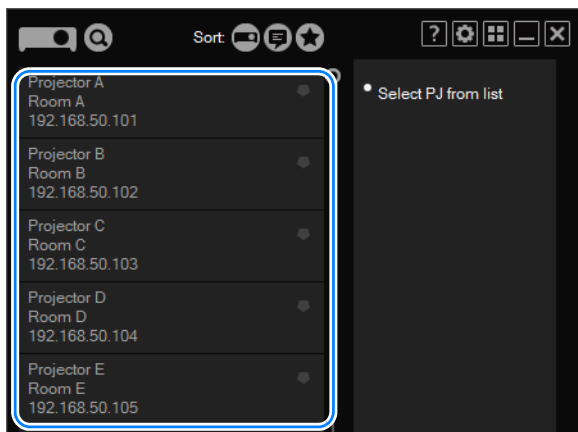 Sort:
?
Projector A
Room A
192.168.50.101
Projector B
Room B
192.168.50.102
Projector C
Room C
192.168.50.103
Projector D
Room D
192.168.50.104
Projector E
Room E
192.168.50.105
Select PJ from list